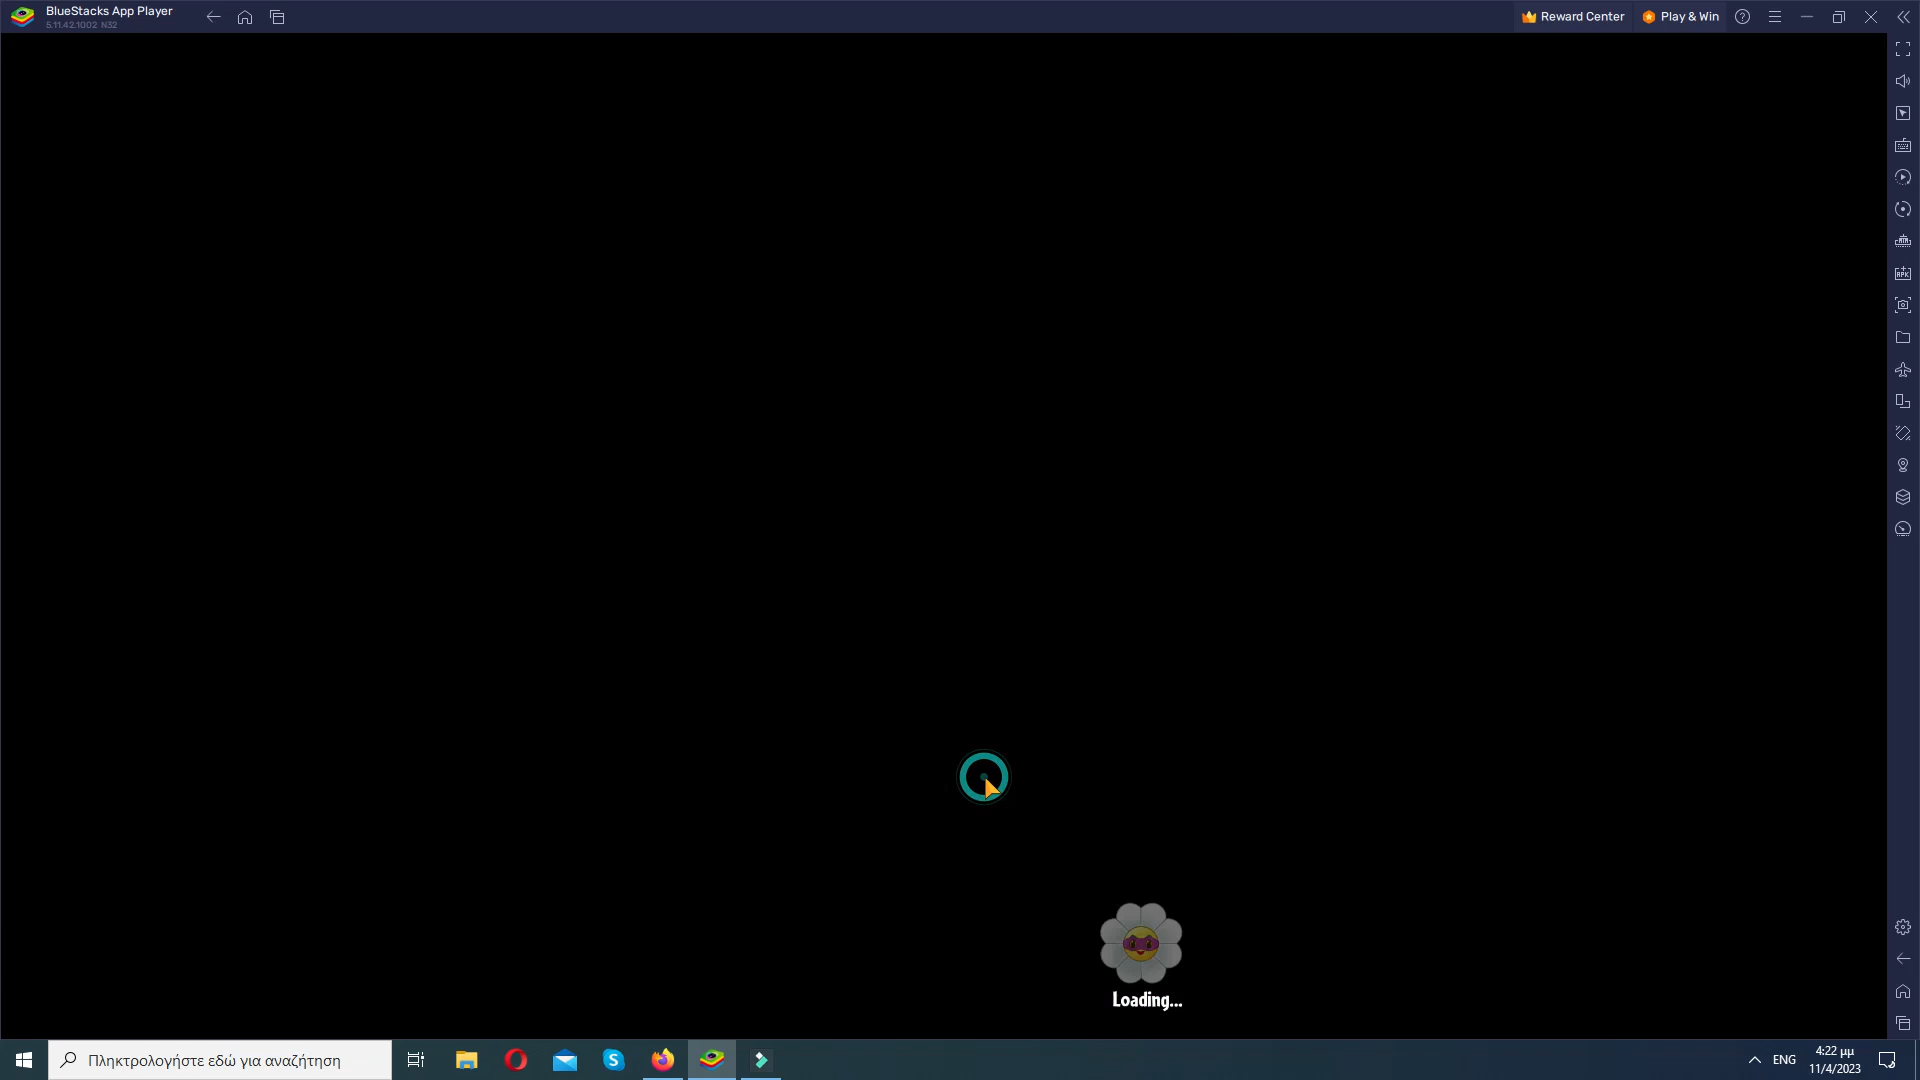 BlueStacks App Player
5.11.42.1002 N32
Reward Center
Play & Win
APK
Loading...
Πληκτρολογήστε εδώ για αναζήτηση
ENG
4:22 μμ
11/4/2023